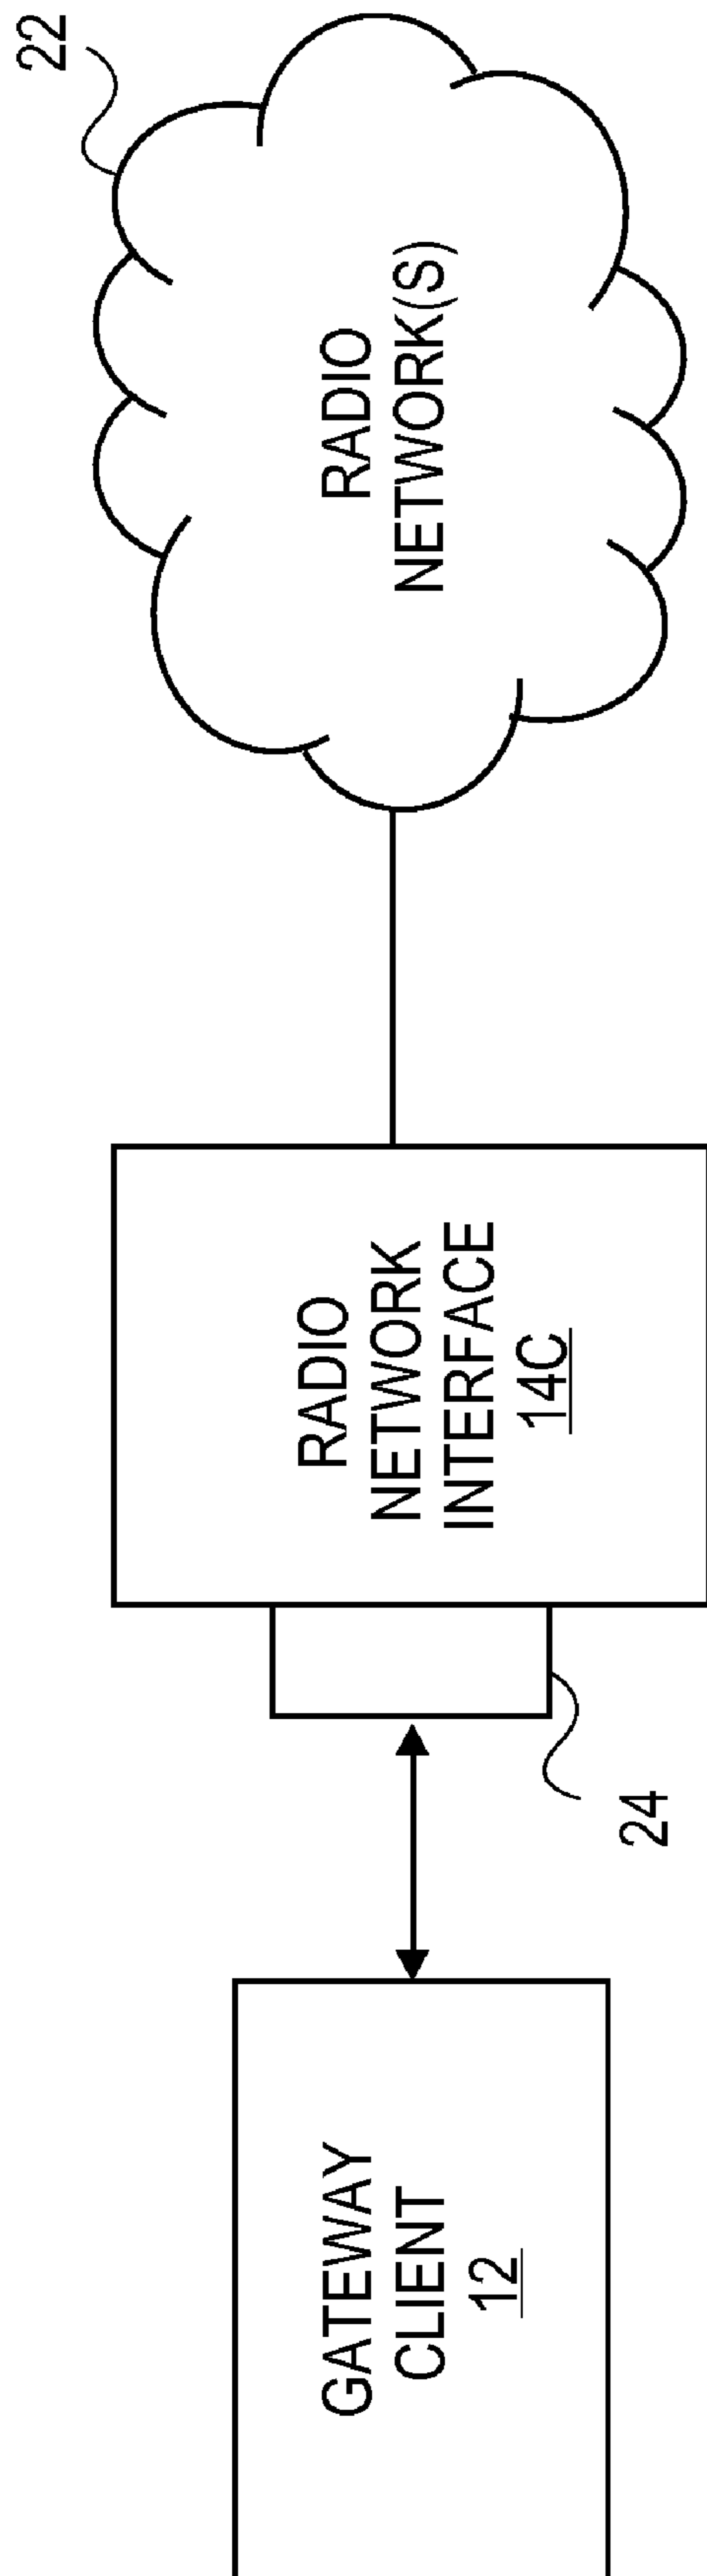 GATEWAY
CLIENT
12
24
RADIO
NETWORK
INTERFACE
14C
RADIO
NETWORK(S)
22